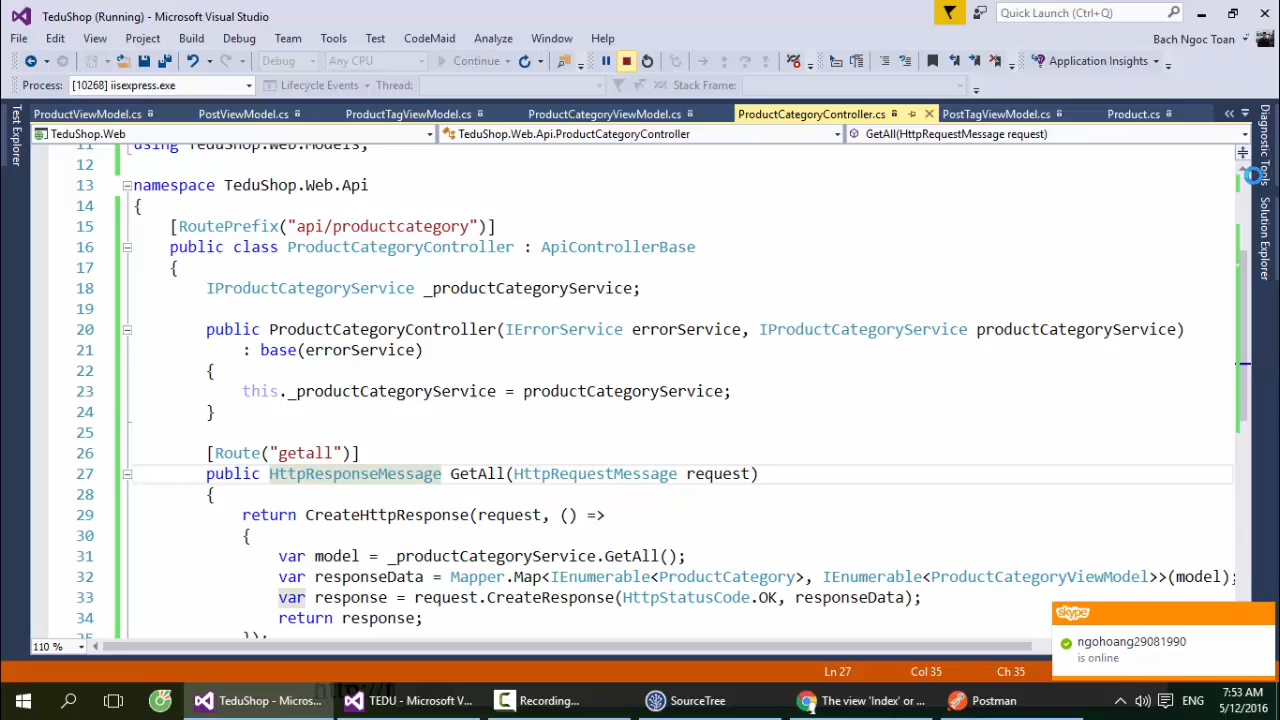 TeduShop (Running) - Microsoft Visual Studio
Quick Launch (Ctrl+Q)
File Edit View Project Build Debug Team Tools Test CodeMaid Analyze Window Help
Bach Ngoc Toan
Debug Any CPU Continue Application Insights
Process: [10268] iisexpress.exe Lifecycle Events Thread: Stack Frame:
ProductViewModel.cs PostViewModel.cs ProductTagViewModel.cs ProductCategoryViewModel.cs ProductCategoryController.cs PostTagViewModel.cs Product.cs
TeduShop.Web TeduShop.Web.Api.ProductCategoryController GetAll(HttpRequestMessage request)
Test Explorer
Diagnostic Tools
Solution Explorer
11 using TeduShop.Web.Models;
12
13 namespace TeduShop.Web.Api
14 {
15 [RoutePrefix("api/productcategory")]
16 public class ProductCategoryController : ApiControllerBase
17 {
18 IProductCategoryService _productCategoryService;
19
20 public ProductCategoryController(IErrorService errorService, IProductCategoryService productCategoryService)
21 : base(errorService)
22 {
23 this._productCategoryService = productCategoryService;
24 }
25
26 [Route("getall")]
27 public HttpResponseMessage GetAll(HttpRequestMessage request)
28 {
29 return CreateHttpResponse(request, () =>
30 {
31 var model = _productCategoryService.GetAll();
32 var responseData = Mapper.Map<IEnumerable<ProductCategory>, IEnumerable<ProductCategoryViewModel>>(model);
33 var response = request.CreateResponse(HttpStatusCode.OK, responseData);
34 return response;
35 });
110 %
skype
ngohoang29081990
is online
Ln 27 Col 35 Ch 35
TeduShop - Micros... TEDU - Microsoft V... Recording... SourceTree The view 'Index' or ... Postman
ENG
7:53 AM
5/12/2016